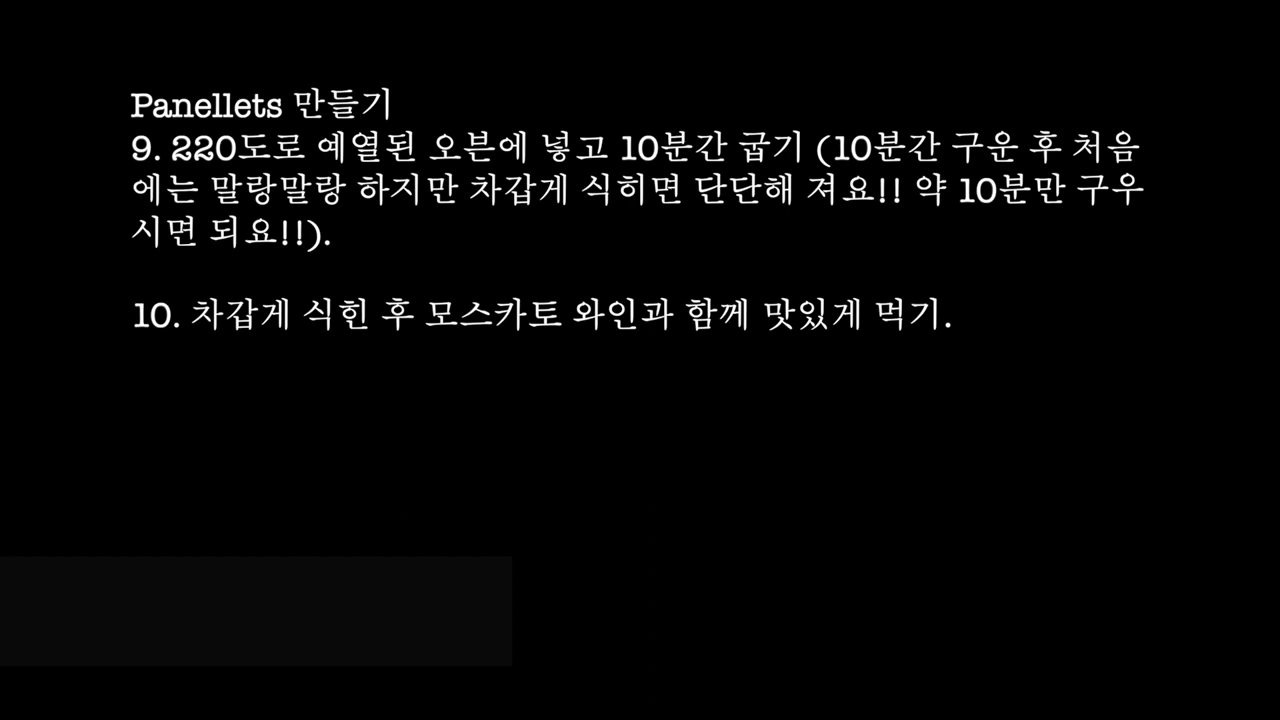 Panellets 만들기
9. 220도로 예열된 오븐에 넣고 10분간 굽기 (10분간 구운 후 처음
에는 말랑말랑 하지만 차갑게 식히면 단단해 져요!! 약 10분만 구우
시면 되요!!).
10. 차갑게 식힌 후 모스카토 와인과 함께 맛있게 먹기.